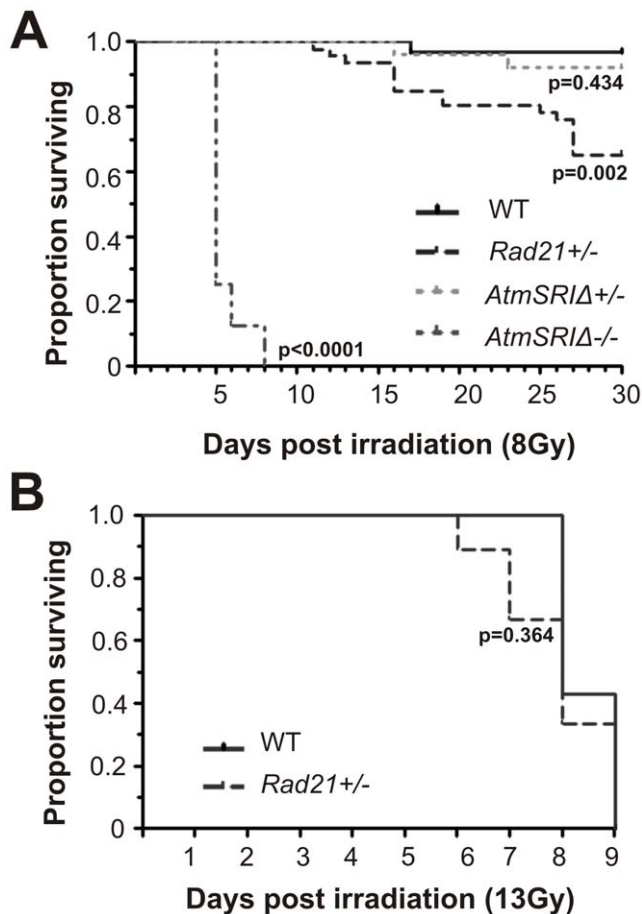 A
Proportion surviving
1.0
0.8
0.6
0.4
0.2
0
p=0.434
p=0.002
WT
Rad21+/-
AtmSRIΔ+/-
AtmSRIΔ-/-
p<0.0001
5 10 15 20 25 30
Days post irradiation (8Gy)
B
Proportion surviving
1.0
0.8
0.6
0.4
0.2
0
p=0.364
WT
Rad21+/-
1 2 3 4 5 6 7 8 9
Days post irradiation (13Gy)